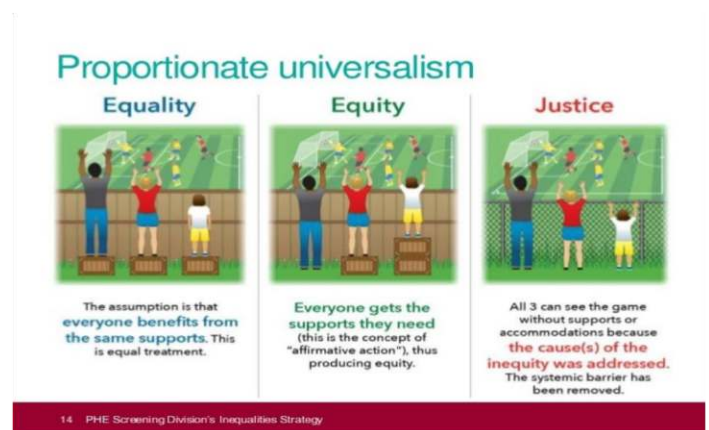 Proportionate universalism
Equality
The assumption is that
everyone benefits from
the same supports. This
is equal treatment.
Equity
Everyone gets the
supports they need
(this is the concept of
"affirmative action"), thus
producing equity.
Justice
All 3 can see the game
without supports or
accommodations because
the cause(s) of the
inequity was addressed.
The systemic barrier has
been removed.
14 PHE Screening Division's Inequalities Strategy